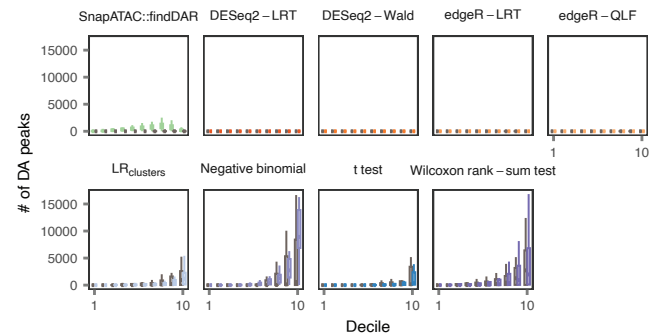 SnapATAC::findDAR DESeq2 – LRT DESeq2 – Wald edgeR – LRT edgeR – QLF
15000
10000
5000
0
1 10
# of DA peaks
LRclusters Negative binomial t test Wilcoxon rank – sum test
15000
10000
5000
0
1 10 1 10 1 10 1 10
Decile